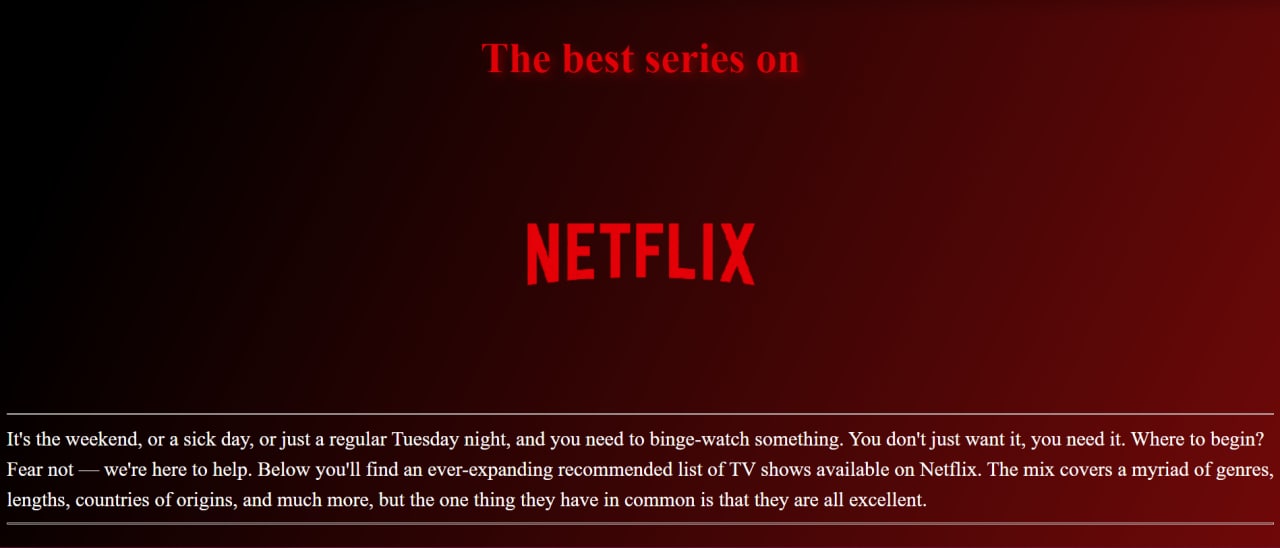 The best series on
NETFLIX
It's the weekend, or a sick day, or just a regular Tuesday night, and you need to binge-watch something. You don't just want it, you need it. Where to begin?
Fear not — we're here to help. Below you'll find an ever-expanding recommended list of TV shows available on Netflix. The mix covers a myriad of genres,
lengths, countries of origins, and much more, but the one thing they have in common is that they are all excellent.